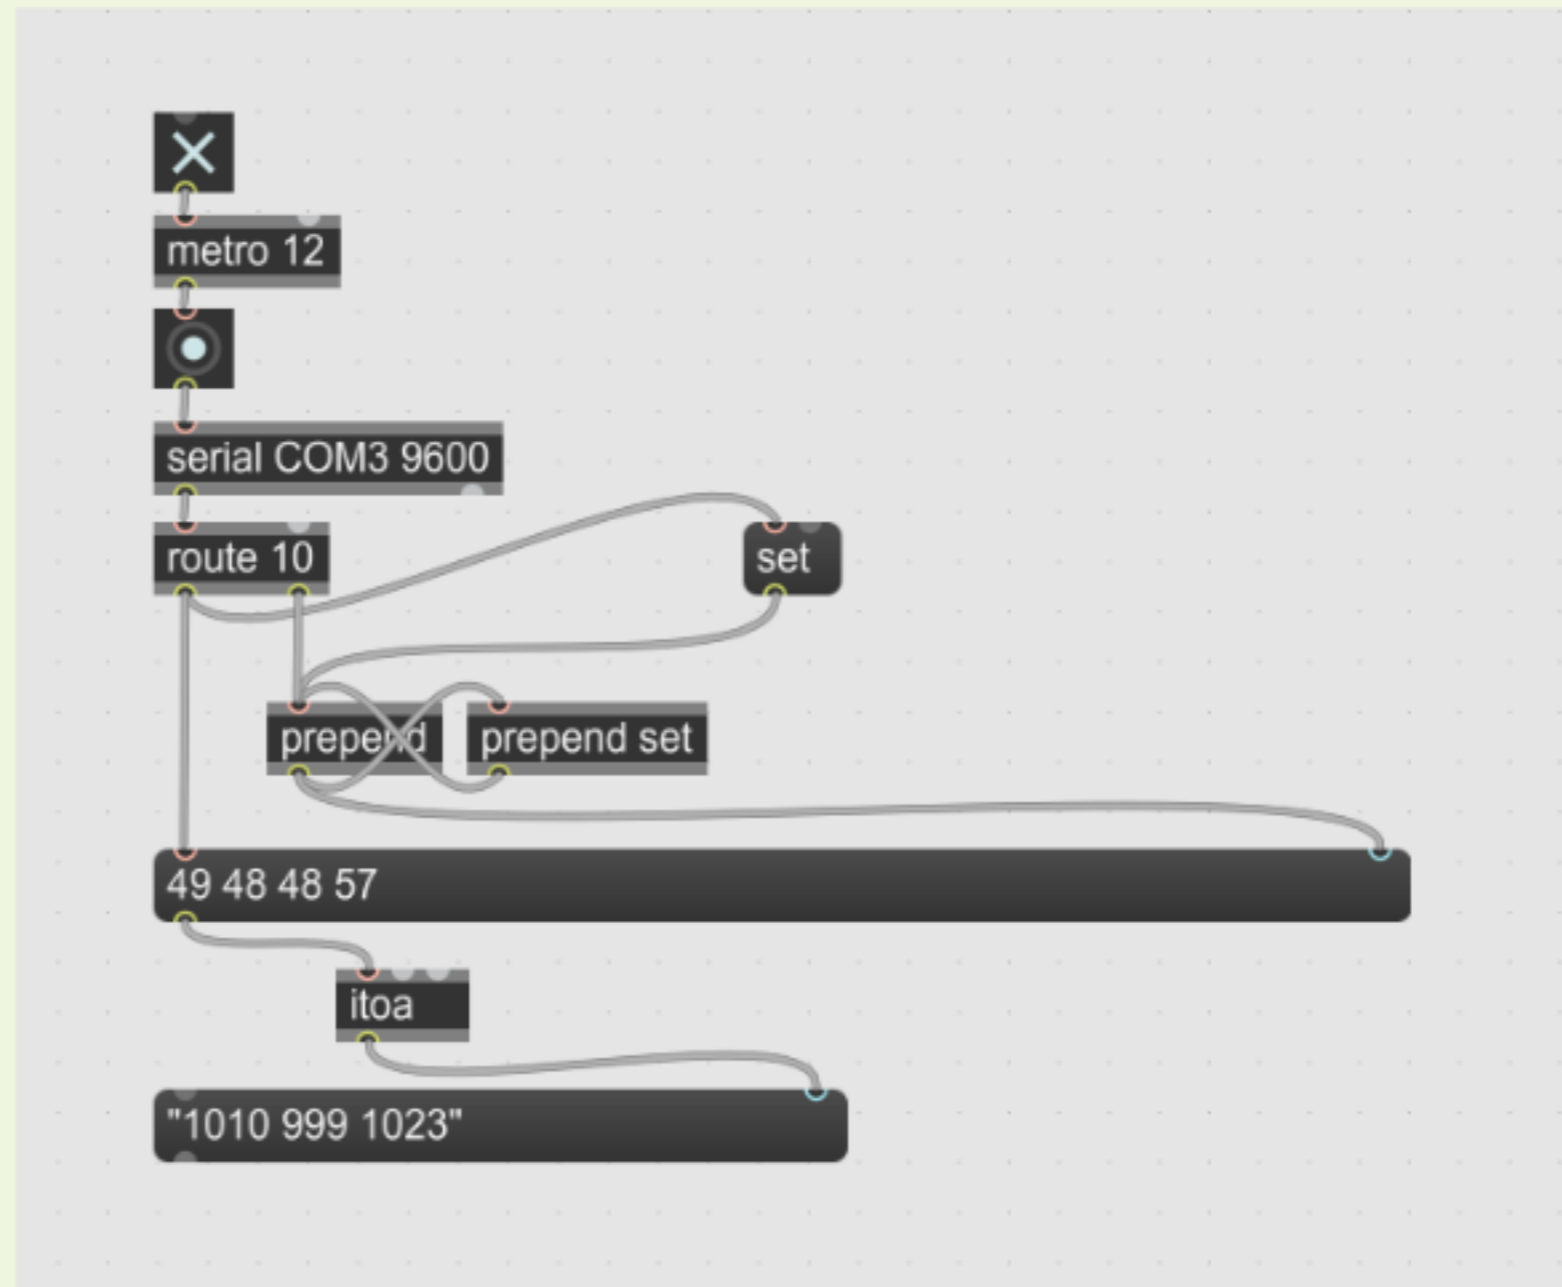 metro 12
serial COM3 9600
route 10
set
prepend
prepend set
49 48 48 57
itoa
"1010 999 1023"